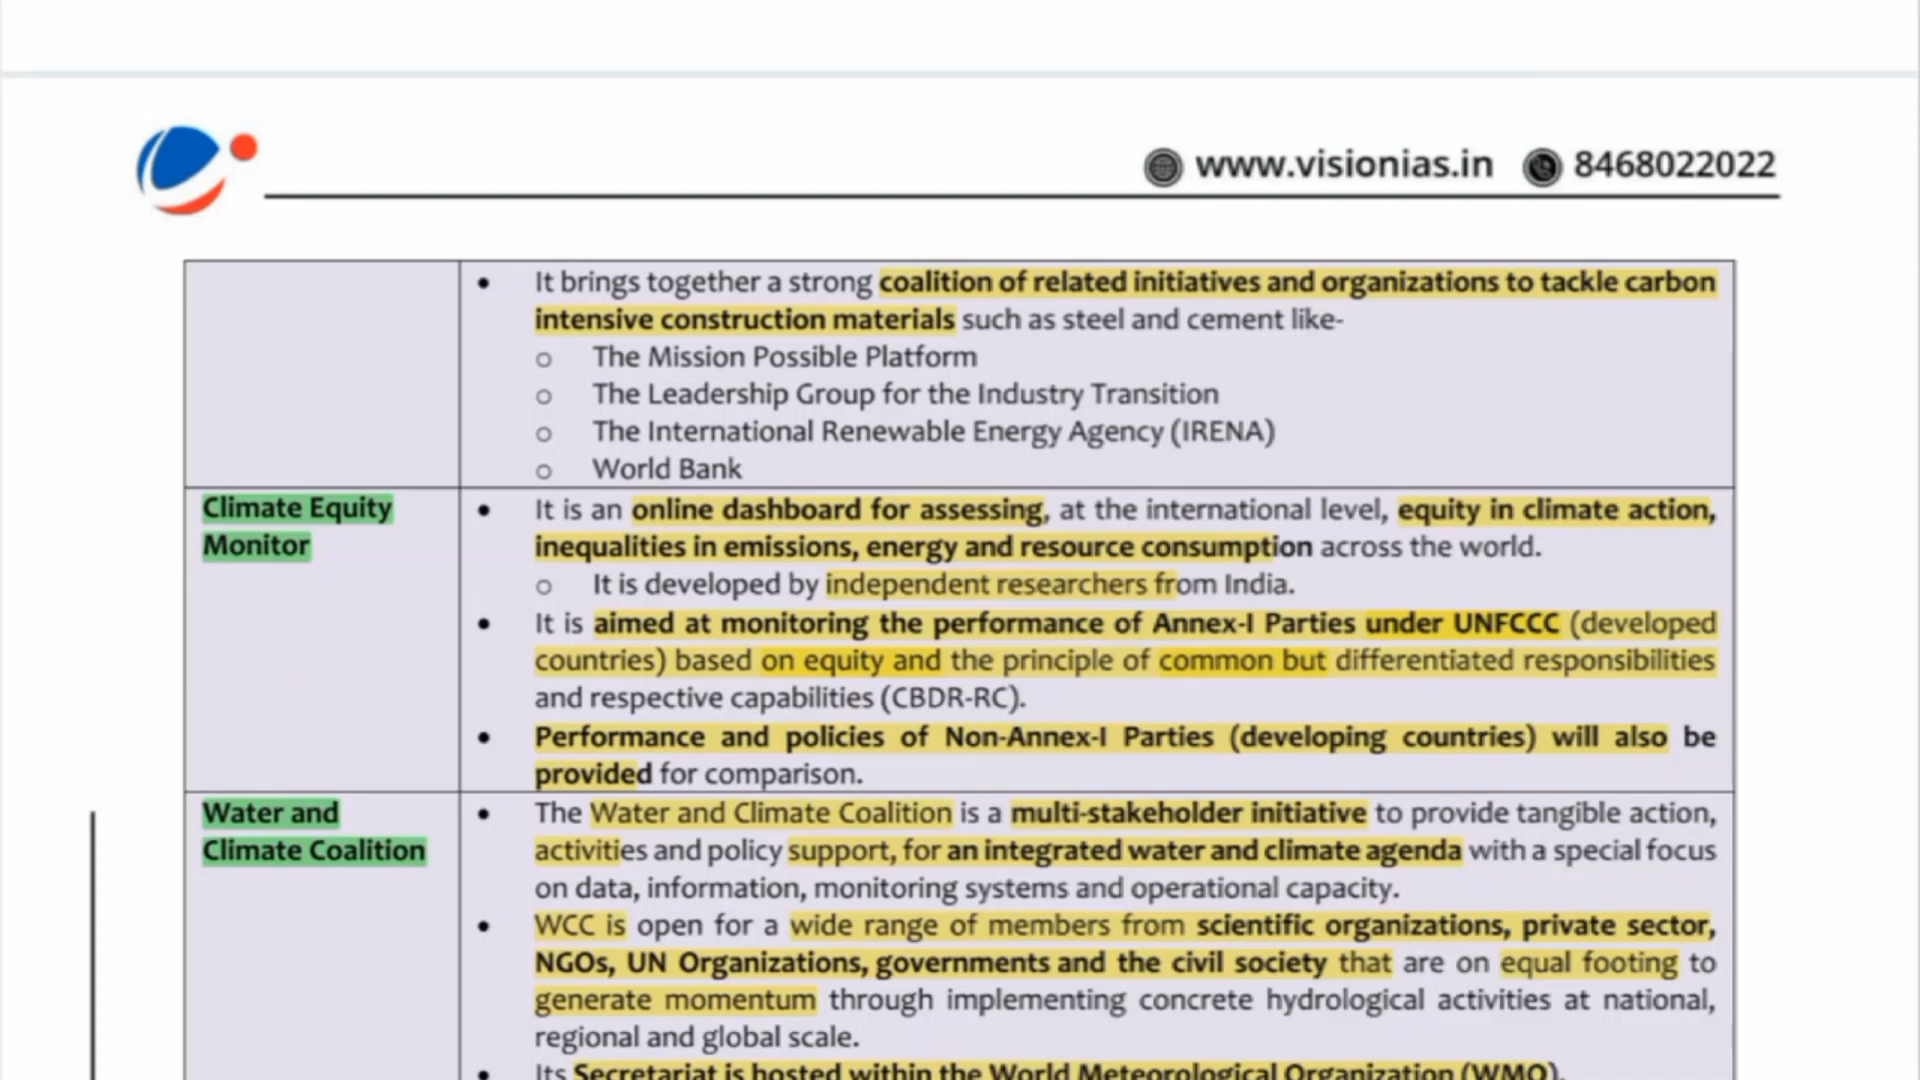 www.visionias.in 8468022022
• It brings together a strong coalition of related initiatives and organizations to tackle carbon
intensive construction materials such as steel and cement like-
o The Mission Possible Platform
o The Leadership Group for the Industry Transition
o The International Renewable Energy Agency (IRENA)
o World Bank
Climate Equity
Monitor
• It is an online dashboard for assessing, at the international level, equity in climate action,
inequalities in emissions, energy and resource consumption across the world.
o It is developed by independent researchers from India.
• It is aimed at monitoring the performance of Annex-I Parties under UNFCCC (developed
countries) based on equity and the principle of common but differentiated responsibilities
and respective capabilities (CBDR-RC).
• Performance and policies of Non-Annex-I Parties (developing countries) will also be
provided for comparison.
Water and
Climate Coalition
• The Water and Climate Coalition is a multi-stakeholder initiative to provide tangible action,
activities and policy support, for an integrated water and climate agenda with a special focus
on data, information, monitoring systems and operational capacity.
• WCC is open for a wide range of members from scientific organizations, private sector,
NGOs, UN Organizations, governments and the civil society that are on equal footing to
generate momentum through implementing concrete hydrological activities at national,
regional and global scale.
• Its Secretariat is hosted within the World Meteorological Organization (WMO).